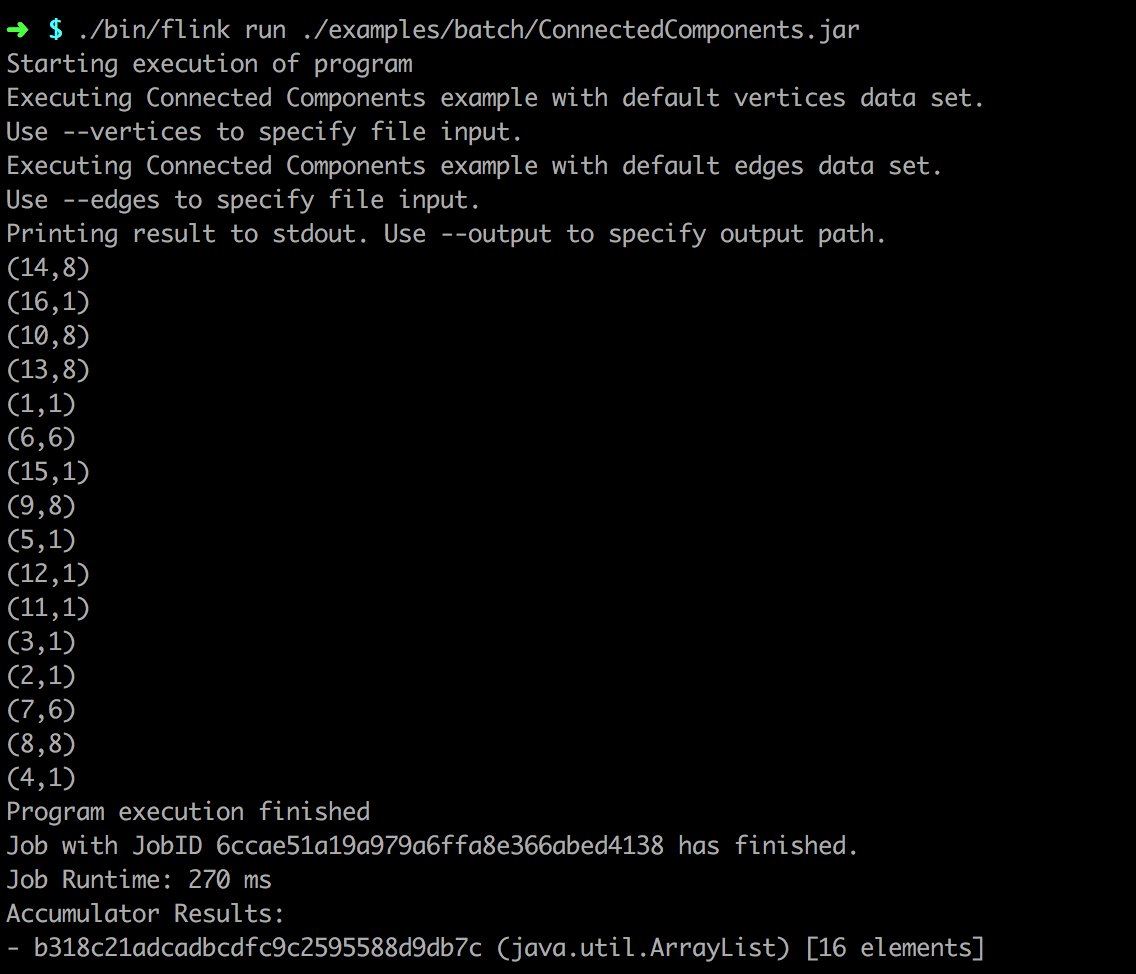 ➜ $ ./bin/flink run ./examples/batch/ConnectedComponents.jar
Starting execution of program
Executing Connected Components example with default vertices data set.
Use --vertices to specify file input.
Executing Connected Components example with default edges data set.
Use --edges to specify file input.
Printing result to stdout. Use --output to specify output path.
(14,8)
(16,1)
(10,8)
(13,8)
(1,1)
(6,6)
(15,1)
(9,8)
(5,1)
(12,1)
(11,1)
(3,1)
(2,1)
(7,6)
(8,8)
(4,1)
Program execution finished
Job with JobID 6ccae51a19a979a6ffa8e366abed4138 has finished.
Job Runtime: 270 ms
Accumulator Results:
- b318c21adcadbcdfc9c2595588d9db7c (java.util.ArrayList) [16 elements]